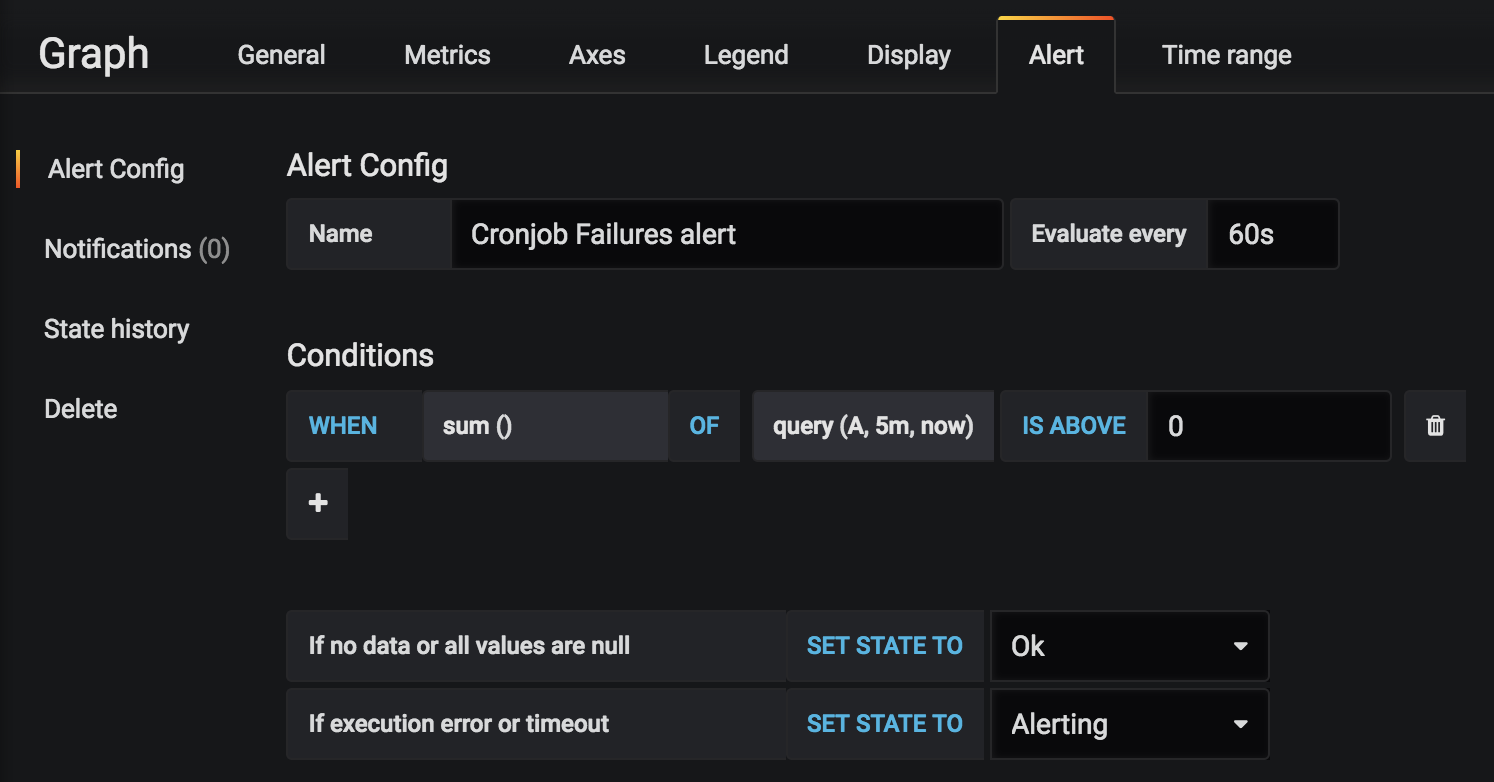 Graph General Metrics Axes Legend Display Alert Time range
Alert Config
Notifications (0)
State history
Delete
Alert Config
Name Cronjob Failures alert Evaluate every 60s
Conditions
WHEN sum () OF query (A, 5m, now) IS ABOVE 0
+
If no data or all values are null SET STATE TO Ok
If execution error or timeout SET STATE TO Alerting